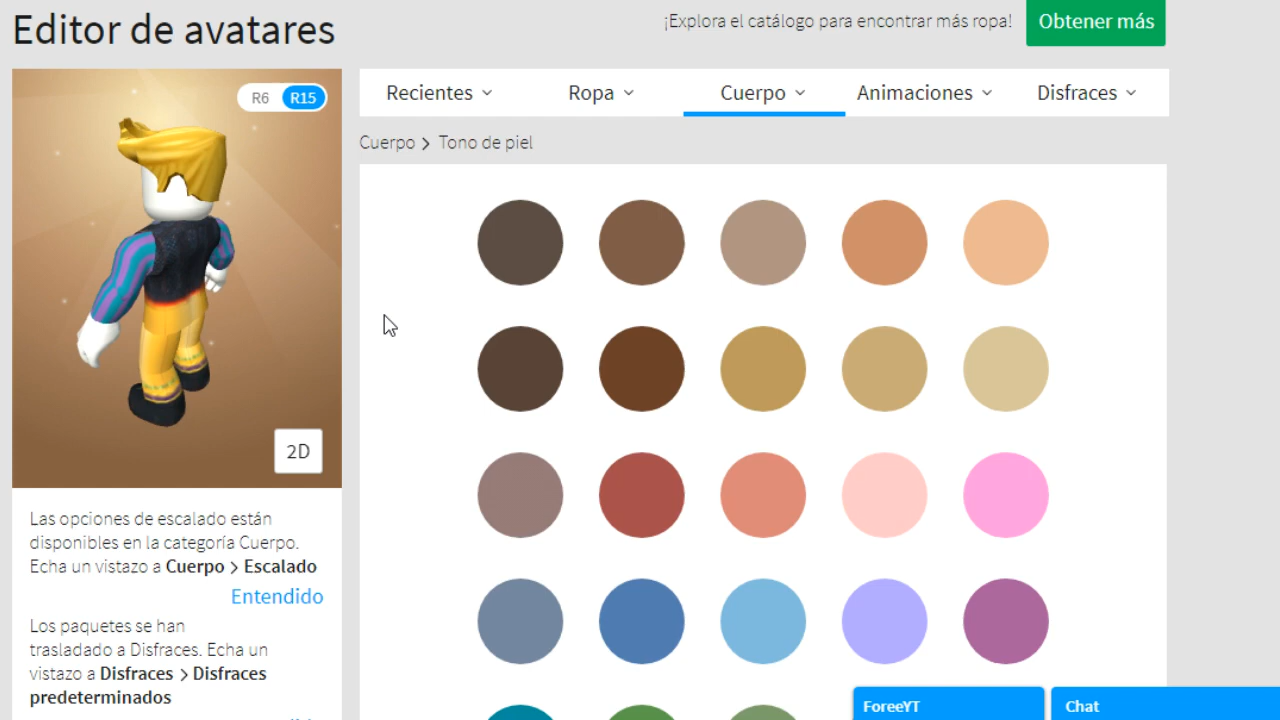 Editor de avatares
¡Explora el catálogo para encontrar más ropa!
Obtener más
R6
R15
Recientes
Ropa
Cuerpo
Animaciones
Disfraces
Cuerpo > Tono de piel
2D
Las opciones de escalado están
disponibles en la categoría Cuerpo.
Echa un vistazo a Cuerpo > Escalado
Entendido
Los paquetes se han
trasladado a Disfraces. Echa un
vistazo a Disfraces > Disfraces
predeterminados
ForeeYT
Chat